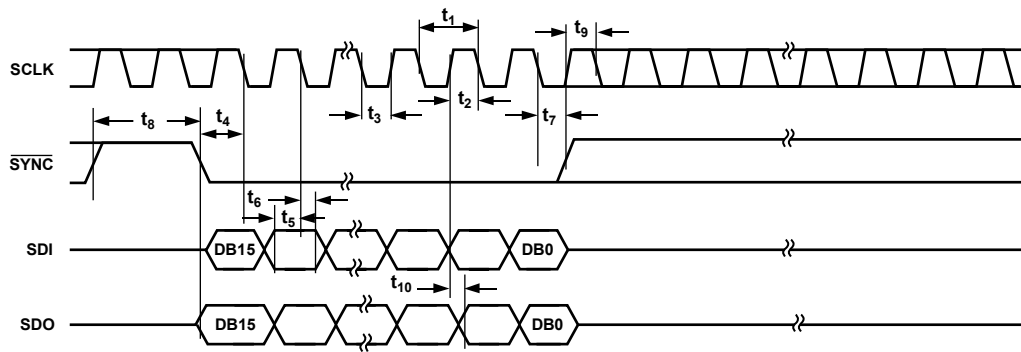 t1
t9
SCLK
t2
t3
t7
t8
t4
SYNC
t6
t5
SDI
DB15
DB0
t10
SDO
DB15
DB0